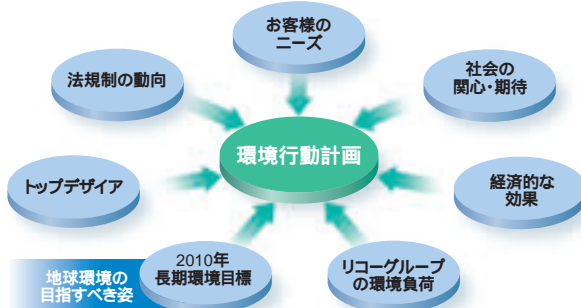 お客様の
ニーズ
法規制の動向
社会の
関心・期待
環境行動計画
トップデザイア
経済的な
効果
2010年
長期環境目標
リコーグループ
の環境負荷
地球環境の
目指すべき姿